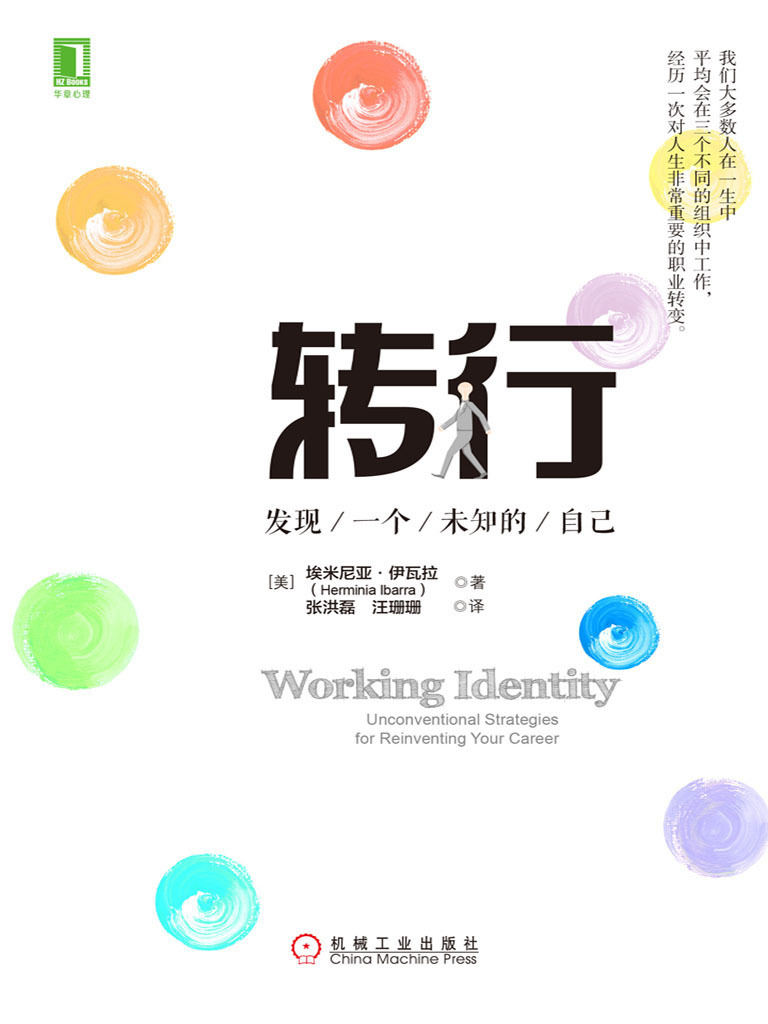 HZ Books
华章心理
我们大多数人在一生中
平均会在三个不同的组织中工作，
经历一次对人生非常重要的职业转变。
转行
发现/一个/未知的/自己
[美] 埃米尼亚·伊瓦拉 ◎著
（Herminia Ibarra）
张洪磊 汪珊珊 ◎译
Working Identity
Unconventional Strategies
for Reinventing Your Career
机械工业出版社
China Machine Press